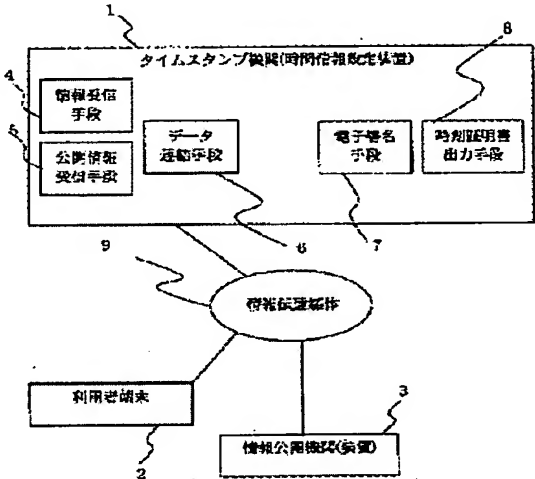 1
8
タイムスタンプ機関(時間情報認定装置)
4
情報受信
手段
5
公開情報
受信手段
データ
連結手段
電子署名
手段
時刻証明書
出力手段
9
6
7
情報伝達媒体
利用者端末
2
3
情報公開機関(装置)